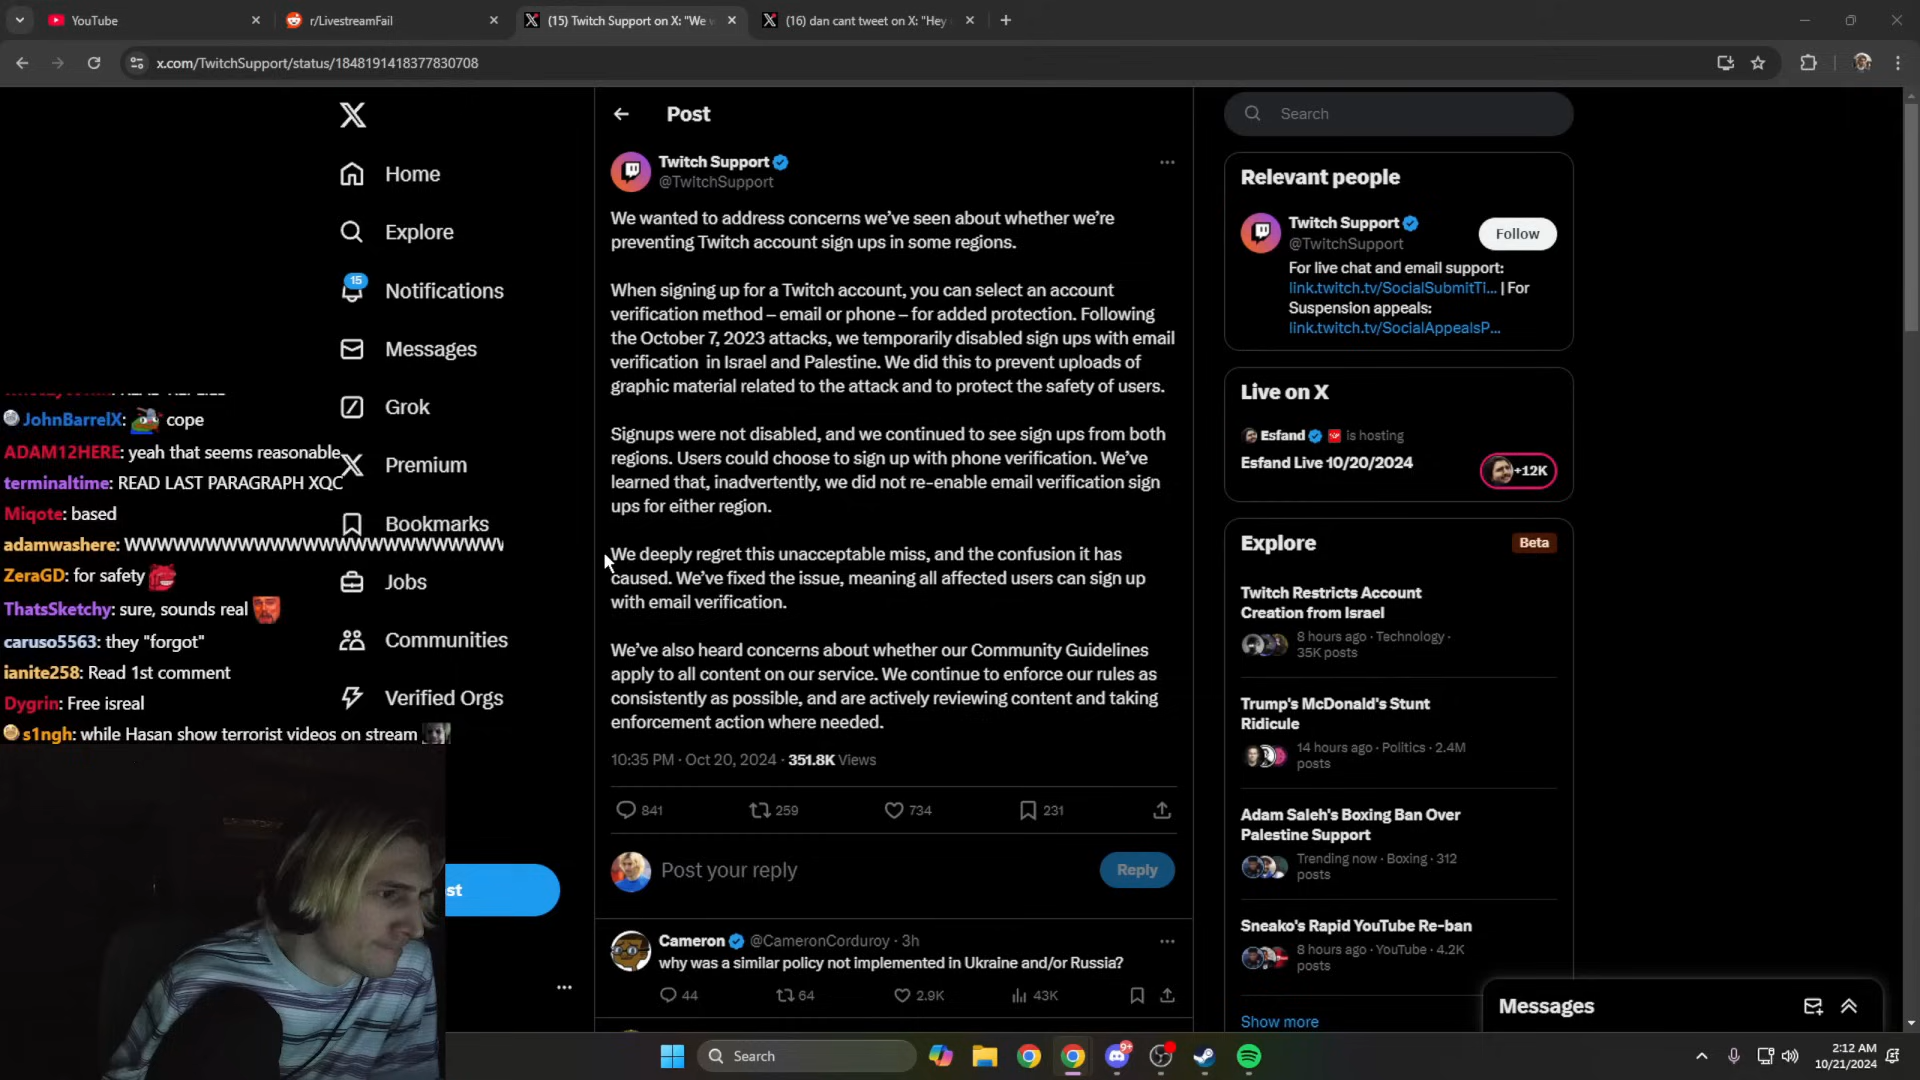 YouTube
r/LivestreamFail
(15) Twitch Support on X: "We w
(16) dan cant tweet on X: "Hey
x.com/TwitchSupport/status/1848191418377830708
Home
Explore
15
Notifications
Messages
Grok
Premium
Bookmarks
Jobs
Communities
Verified Orgs
st
JohnBarrelX: cope
ADAM12HERE: yeah that seems reasonable
terminaltime: READ LAST PARAGRAPH XQC
Miqote: based
adamwashere: WWWWWWWWWWWWWWWWWWWWWWWW
ZeraGD: for safety
ThatsSketchy: sure, sounds real
caruso5563: they "forgot"
ianite258: Read 1st comment
Dygrin: Free isreal
s1ngh: while Hasan show terrorist videos on stream
Post
Twitch Support
@TwitchSupport
We wanted to address concerns we've seen about whether we're
preventing Twitch account sign ups in some regions.
When signing up for a Twitch account, you can select an account
verification method – email or phone – for added protection. Following
the October 7, 2023 attacks, we temporarily disabled sign ups with email
verification in Israel and Palestine. We did this to prevent uploads of
graphic material related to the attack and to protect the safety of users.
Signups were not disabled, and we continued to see sign ups from both
regions. Users could choose to sign up with phone verification. We've
learned that, inadvertently, we did not re-enable email verification sign
ups for either region.
We deeply regret this unacceptable miss, and the confusion it has
caused. We've fixed the issue, meaning all affected users can sign up
with email verification.
We've also heard concerns about whether our Community Guidelines
apply to all content on our service. We continue to enforce our rules as
consistently as possible, and are actively reviewing content and taking
enforcement action where needed.
10:35 PM · Oct 20, 2024 · 351.8K Views
841 259 734 231
Post your reply
Reply
Cameron @CameronCorduroy · 3h
why was a similar policy not implemented in Ukraine and/or Russia?
44 64 2.9K 43K
Search
Relevant people
Twitch Support
@TwitchSupport
Follow
For live chat and email support:
link.twitch.tv/SocialSubmitTi... | For
Suspension appeals:
link.twitch.tv/SocialAppealsP...
Live on X
Esfand is hosting
Esfand Live 10/20/2024
+12K
Explore
Beta
Twitch Restricts Account
Creation from Israel
8 hours ago · Technology ·
35K posts
Trump's McDonald's Stunt
Ridicule
14 hours ago · Politics · 2.4M
posts
Adam Saleh's Boxing Ban Over
Palestine Support
Trending now · Boxing · 312
posts
Sneako's Rapid YouTube Re-ban
8 hours ago · YouTube · 4.2K
posts
Show more
Messages
Search
9+
2:12 AM
10/21/2024